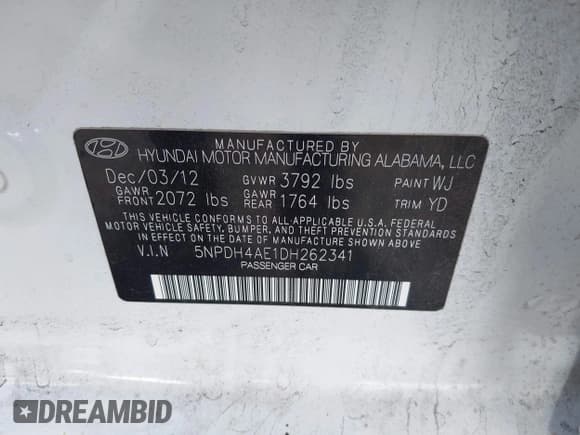 MANUFACTURED BY
HYUNDAI MOTOR MANUFACTURING ALABAMA, LLC
Dec/03/12 GVWR 3792 lbs PAINT WJ
GAWR FRONT 2072 lbs GAWR REAR 1764 lbs TRIM YD
THIS VEHICLE CONFORMS TO ALL APPLICABLE U.S.A. FEDERAL
MOTOR VEHICLE SAFETY, BUMPER, AND THEFT PREVENTION
STANDARDS IN EFFECT ON THE DATE OF MANUFACTURE SHOWN ABOVE.
V.I.N 5NPDH4AE1DH262341
PASSENGER CAR
DREAMBID